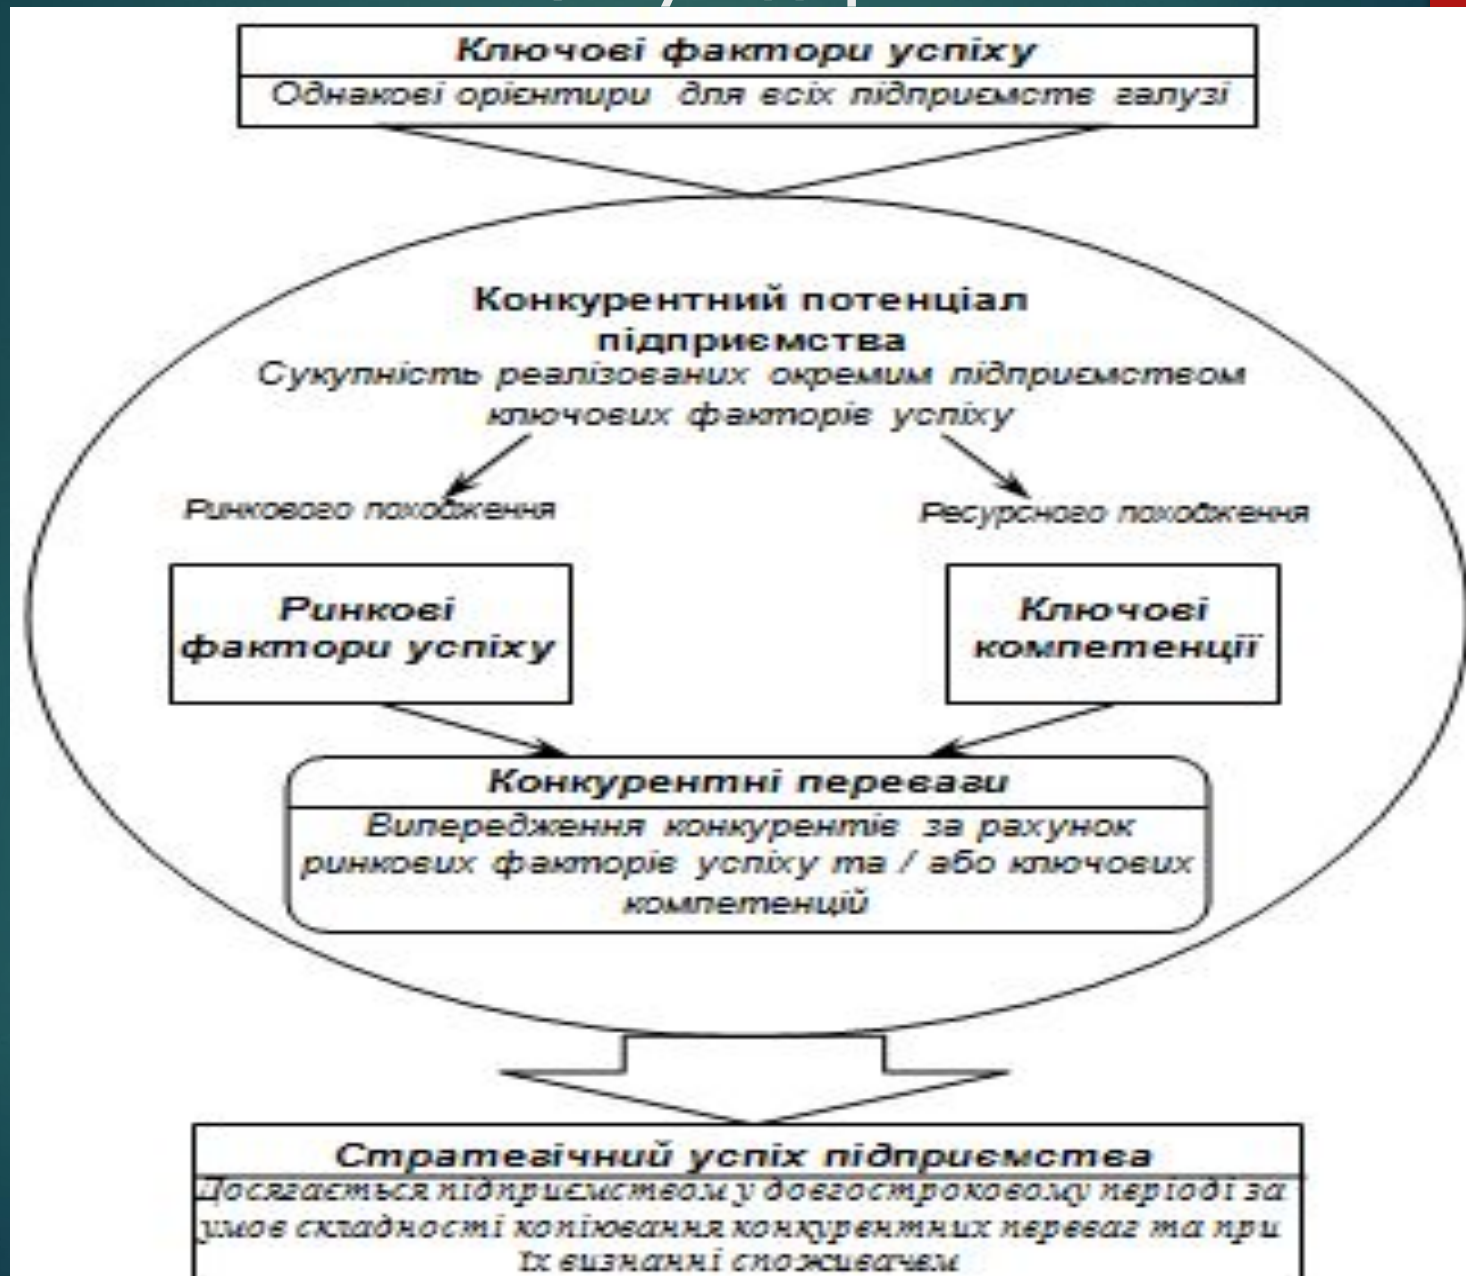 Ключові фактори успіху
Однакові орієнтири для всіх підприємств галузі
Конкурентний потенціал
підприємства
Сукупність реалізованих окремим підприємством
ключових факторів успіху
Ринкового походження
Ресурсного походження
Ринкові
фактори успіху
Ключові
компетенції
Конкурентні переваги
Випередження конкурентів за рахунок
ринкових факторів успіху та / або ключових
компетенцій
Стратегічний успіх підприємства
Досягається підприємством у довгостроковому періоді за
умов складності копіювання конкурентних переваг та при
їх визнанні споживачем